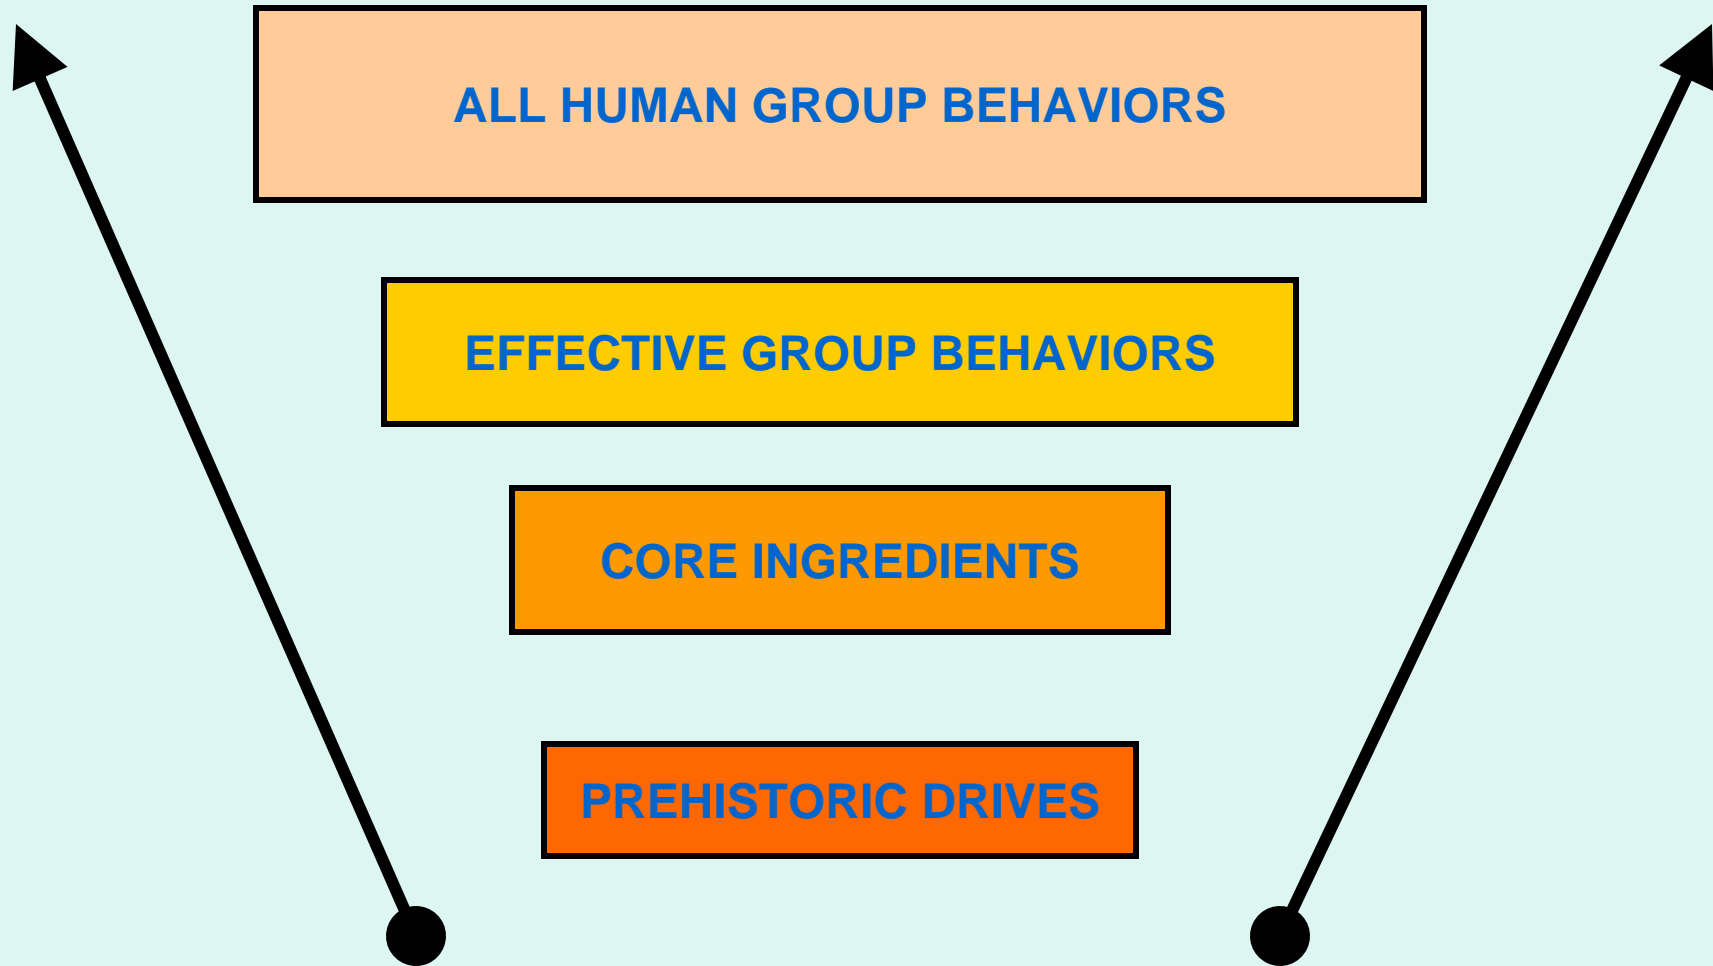 ALL HUMAN GROUP BEHAVIORS
EFFECTIVE GROUP BEHAVIORS
CORE INGREDIENTS
PREHISTORIC DRIVES